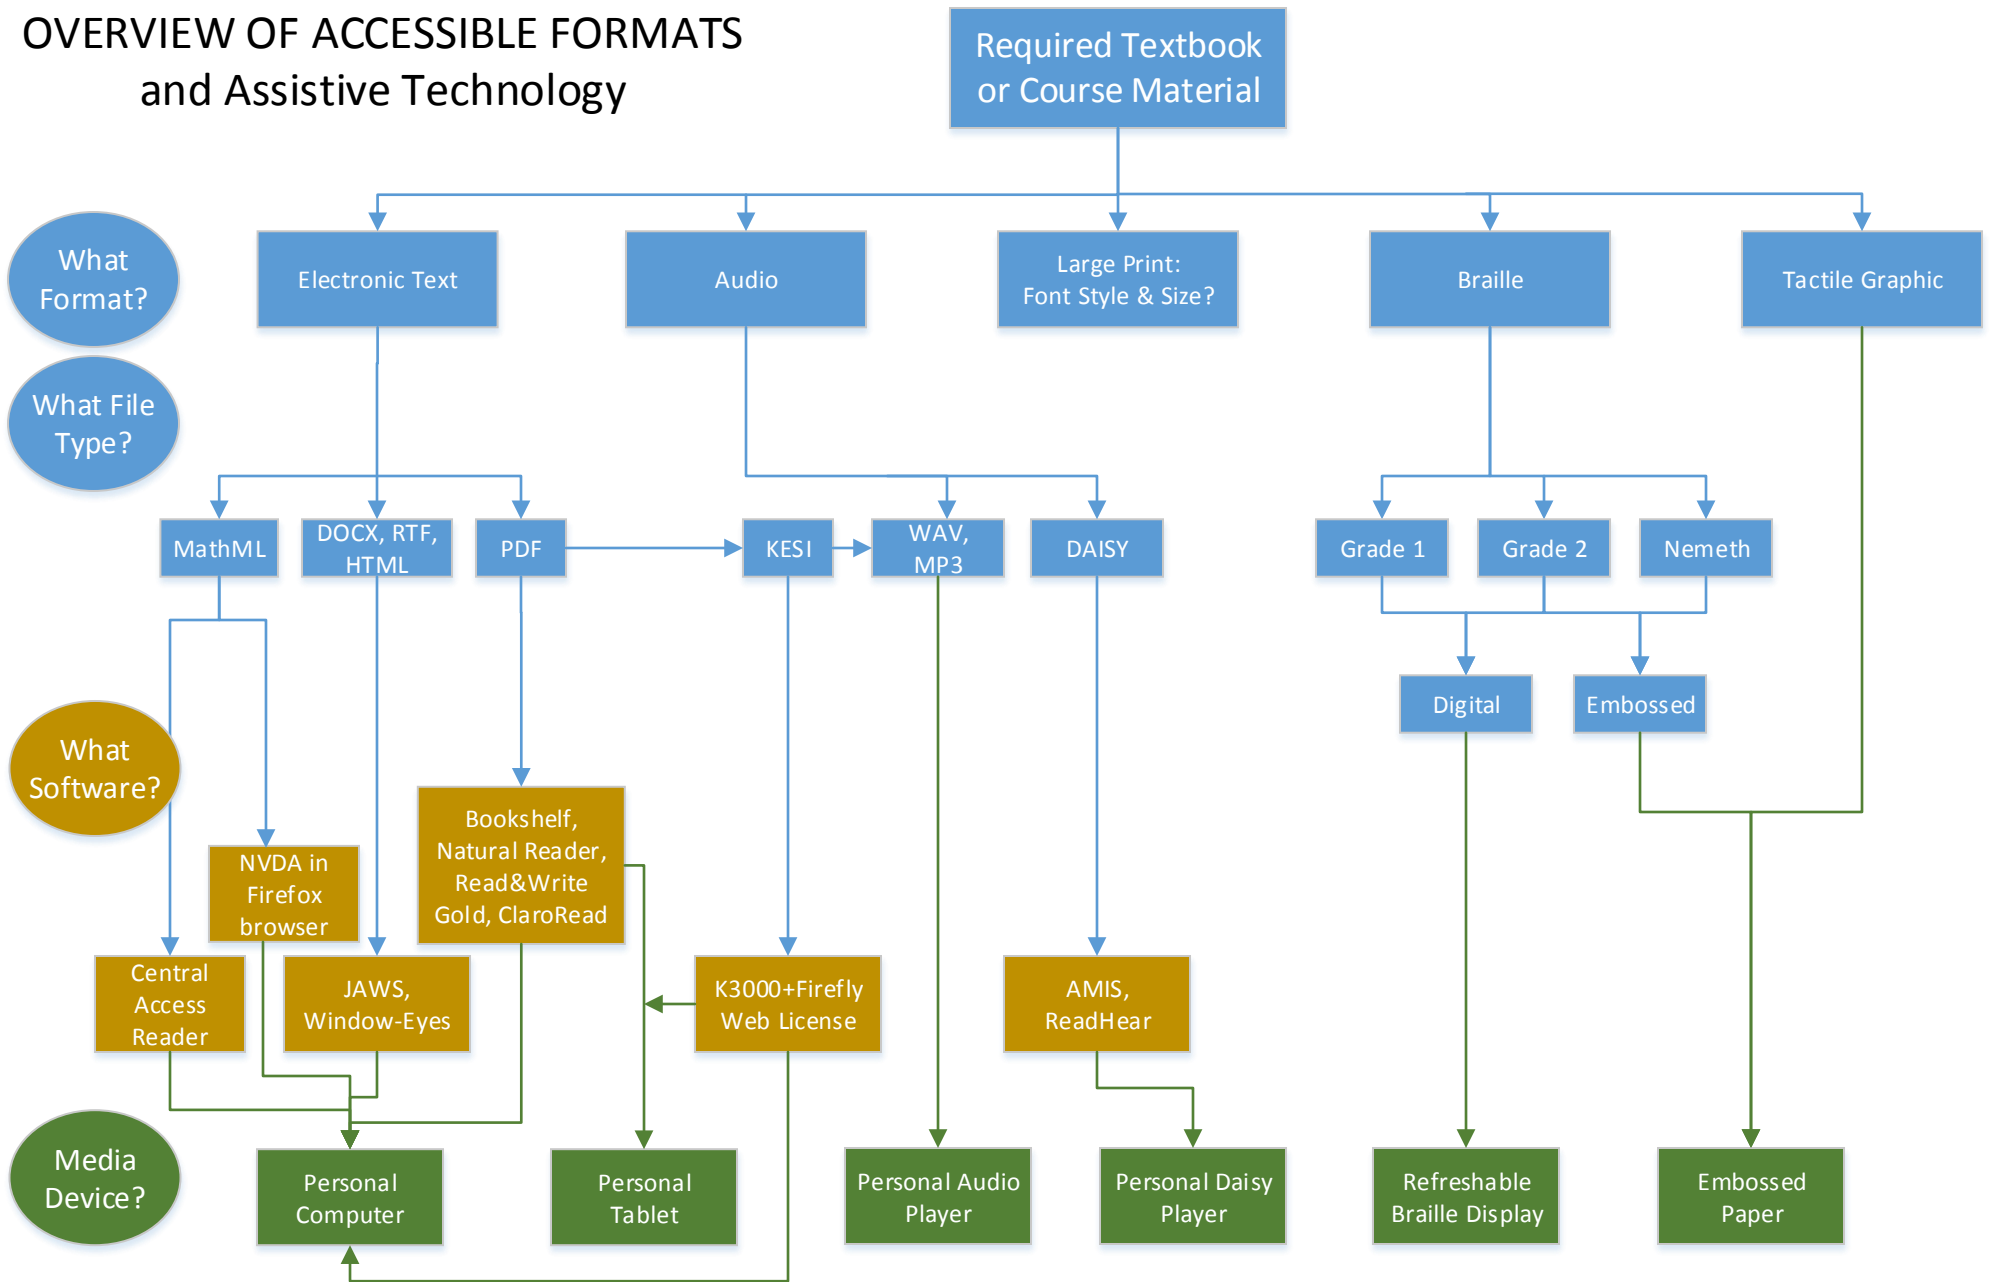 OVERVIEW OF ACCESSIBLE FORMATS
and Assistive Technology
Required Textbook
or Course Material
What
Format?
Electronic Text
Audio
Large Print:
Font Style & Size?
Braille
Tactile Graphic
What File
Type?
MathML
DOCX, RTF,
HTML
PDF
KESI
WAV,
MP3
DAISY
Grade 1
Grade 2
Nemeth
Digital
Embossed
What
Software?
Bookshelf,
Natural Reader,
Read&Write
Gold, ClaroRead
NVDA in
Firefox
browser
Central
Access
Reader
JAWS,
Window-Eyes
K3000+Firefly
Web License
AMIS,
ReadHear
Media
Device?
Personal
Computer
Personal
Tablet
Personal Audio
Player
Personal Daisy
Player
Refreshable
Braille Display
Embossed
Paper